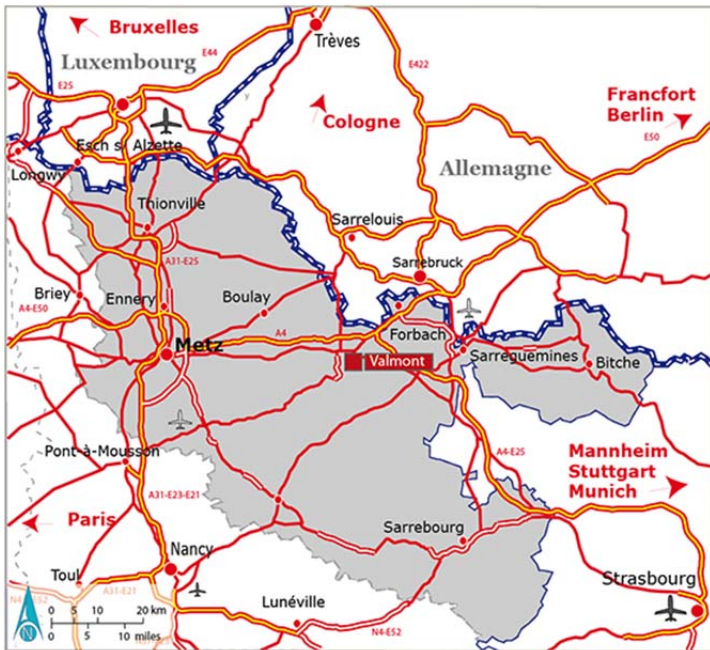 Bruxelles
Luxembourg
E44
Trèves
E25
E422
Cologne
Francfort
Berlin
E50
Esch s. Alzette
Longwy
Allemagne
Thionville
Sarrelouis
A31-E25
Sarrebruck
Briey
Ennery
Boulay
A4-E50
Forbach
A4
Metz
Valmont
Sarreguemines
Bitche
Pont-à-Mousson
A4-E25
Mannheim
Stuttgart
Munich
A31-E23-E21
Paris
Sarrebourg
Nancy
Toul
A31-E21
Strasbourg
N4-E52
0 5 10 20 km
Lunéville
0 5 10 miles
N4-E52
N